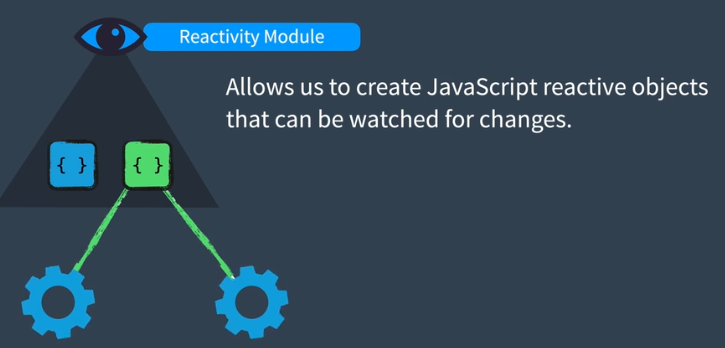 Reactivity Module
Allows us to create JavaScript reactive objects
that can be watched for changes.
{ } { }